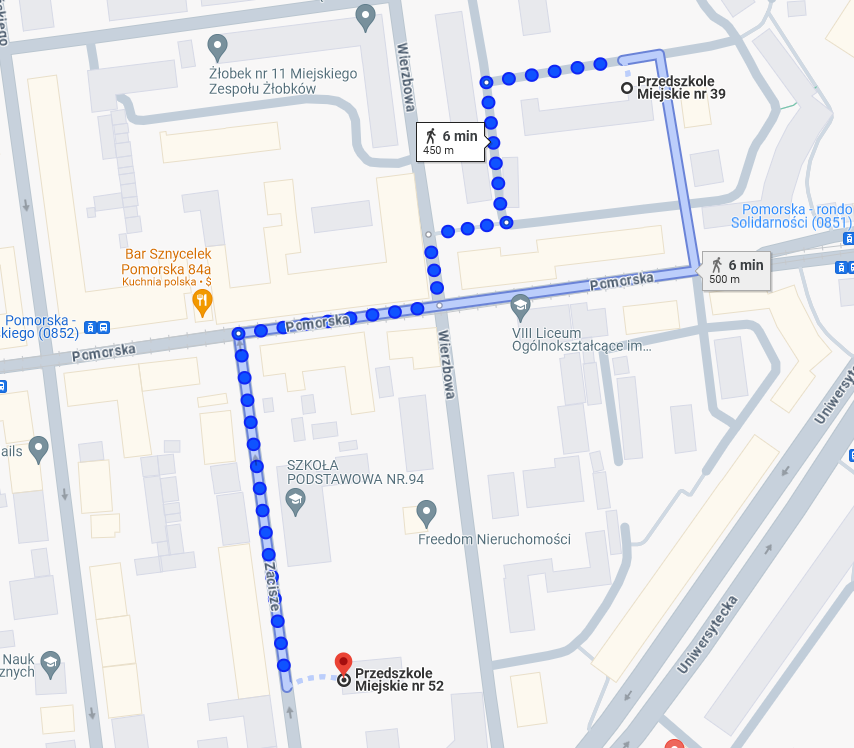 Wierzbowa
Żłobek nr 11 Miejskiego
Zespołu Żłobków
Przedszkole
Miejskie nr 39
6 min
450 m
Pomorska - rondo
Solidarności (0851)
Bar Sznycelek
Pomorska 84a
Kuchnia polska • $
6 min
500 m
Pomorska
Pomorska -
kiego (0852)
Pomorska
VIII Liceum
Ogólnokształcące im...
Pomorska
Wierzbowa
Uniwersyte
ails
SZKOŁA
PODSTAWOWA NR.94
Freedom Nieruchomości
Zacisze
Uniwersytecka
Nauk
znych
Przedszkole
Miejskie nr 52